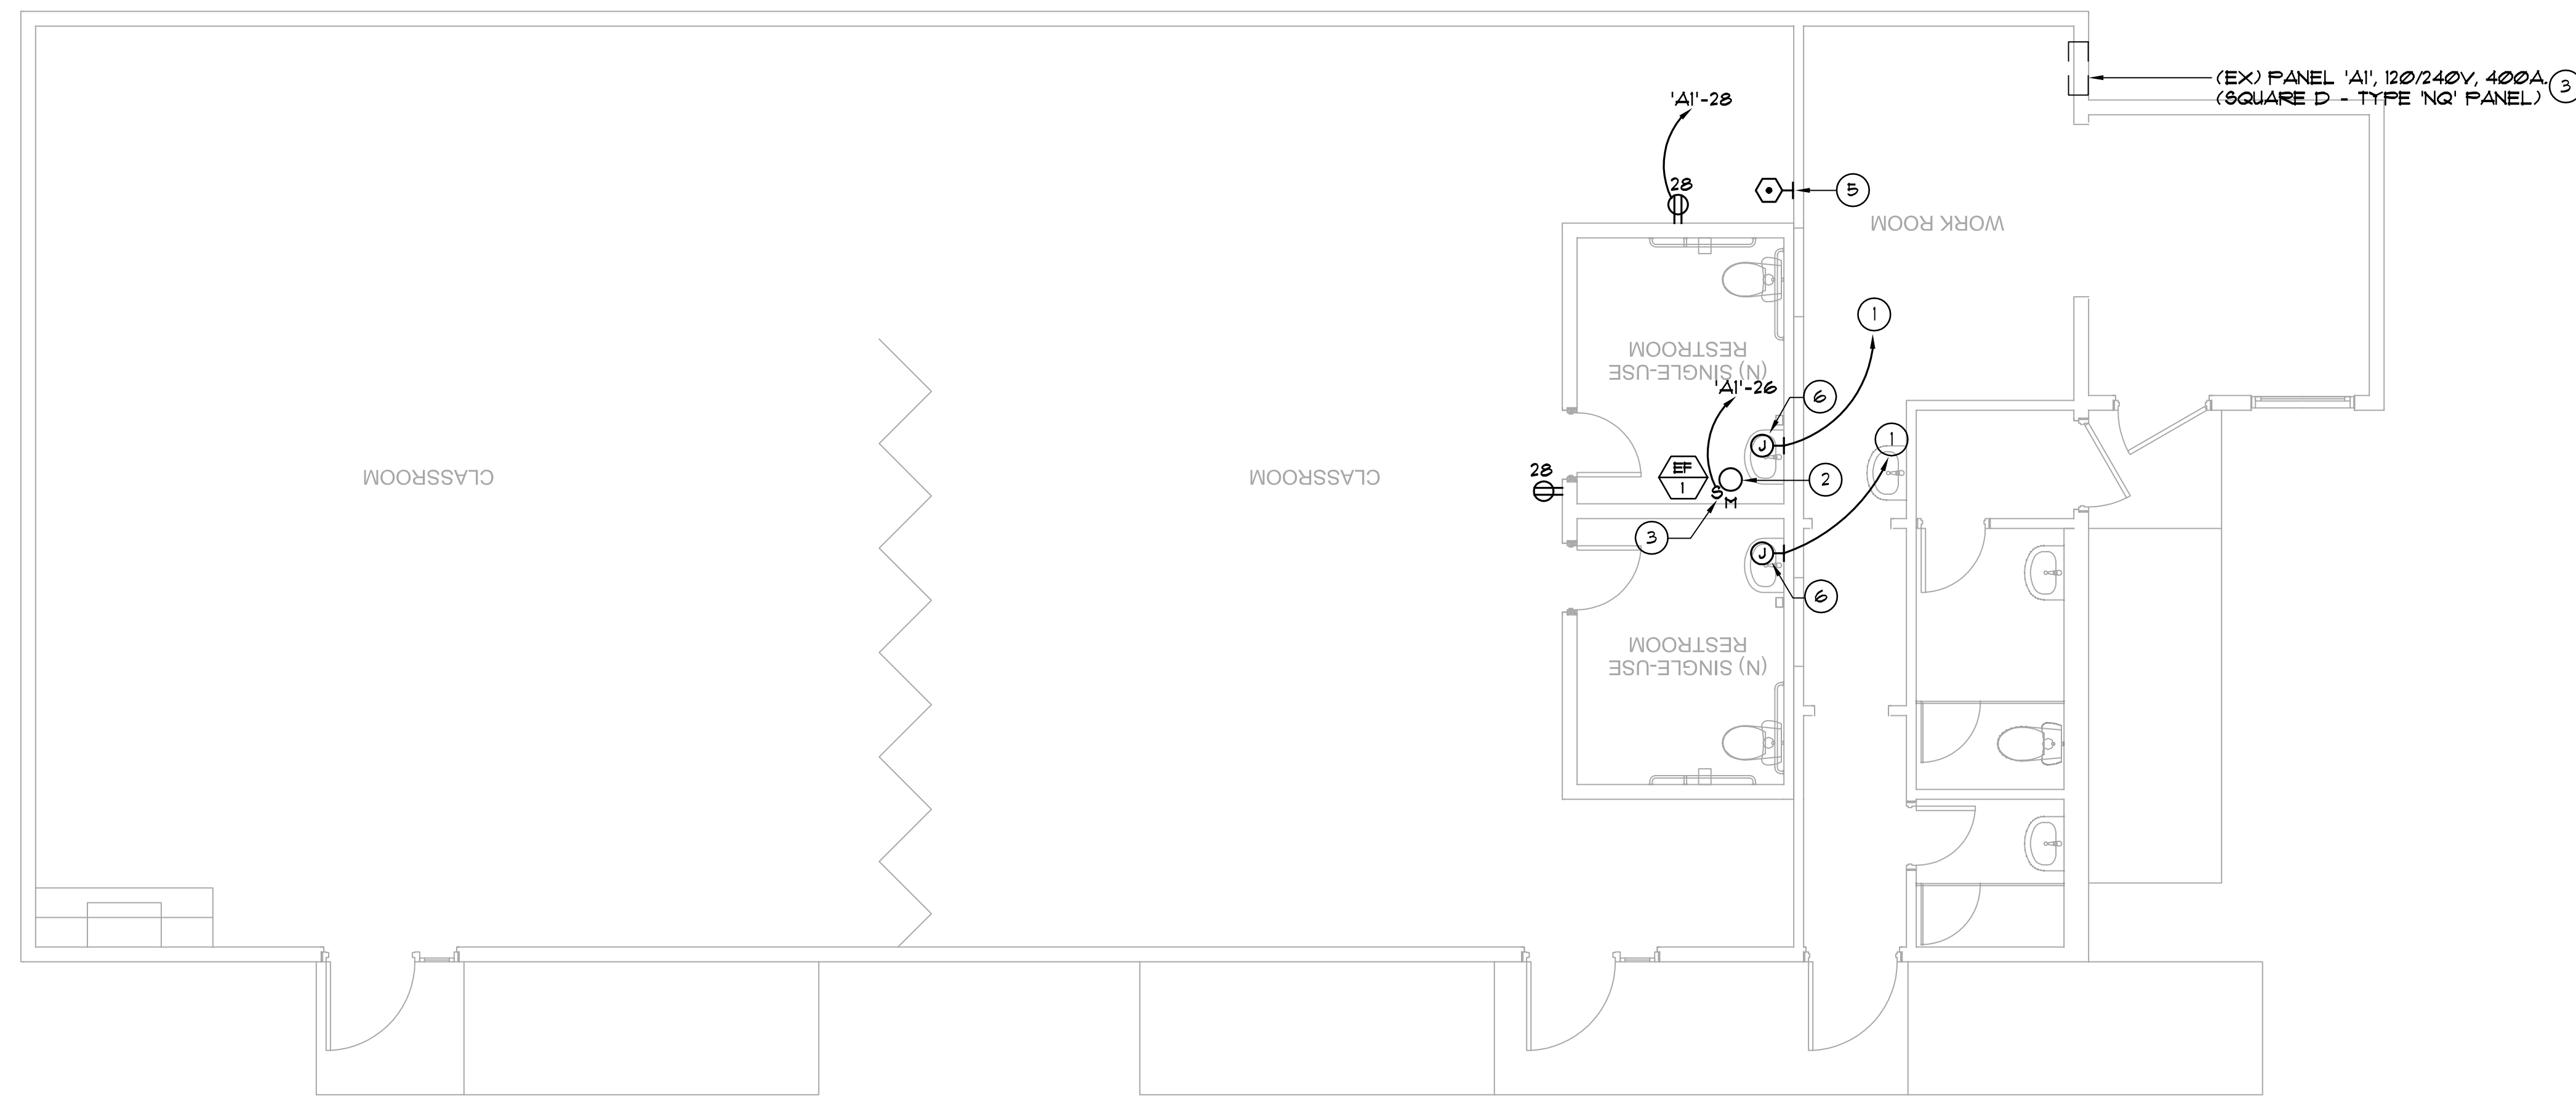 (EX) PANEL 'A1', 120/240V, 400A.
(SQUARE D - TYPE 'NQ' PANEL)
3
'A1'-28
28
5
WORK ROOM
1
(N) SINGLE-USE
RESTROOM
'A1'-26
6
1
CLASSROOM
CLASSROOM
28
EF
1
J
2
S
M
3
J
6
(N) SINGLE-USE
RESTROOM